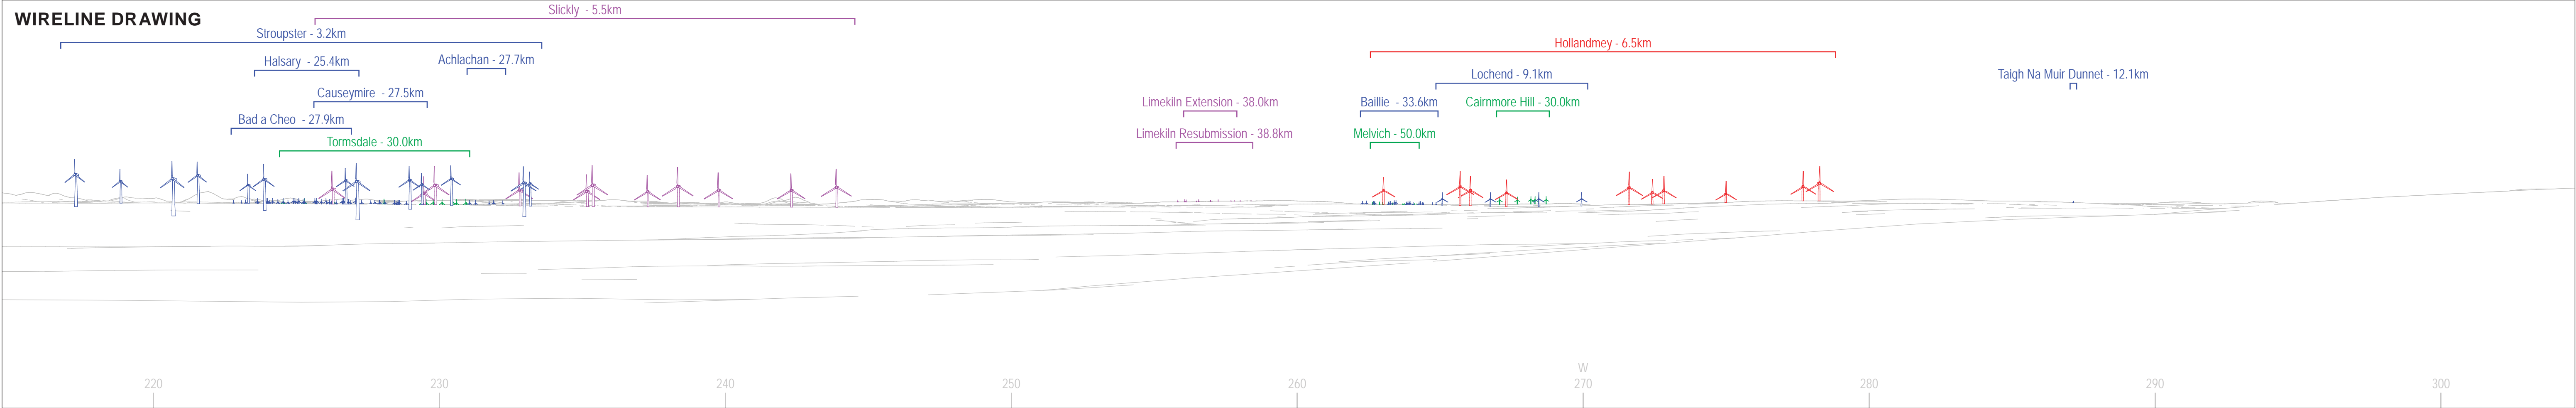 WIRELINE DRAWING
Slickly - 5.5km
Stroupster - 3.2km
Hollandmey - 6.5km
Halsary - 25.4km
Achlachan - 27.7km
Lochend - 9.1km
Taigh Na Muir Dunnet - 12.1km
Causeymire - 27.5km
Limekiln Extension - 38.0km
Baillie - 33.6km
Cairnmore Hill - 30.0km
Bad a Cheo - 27.9km
Limekiln Resubmission - 38.8km
Melvich - 50.0km
Tormsdale - 30.0km
W
220 230 240 250 260 270 280 290 300